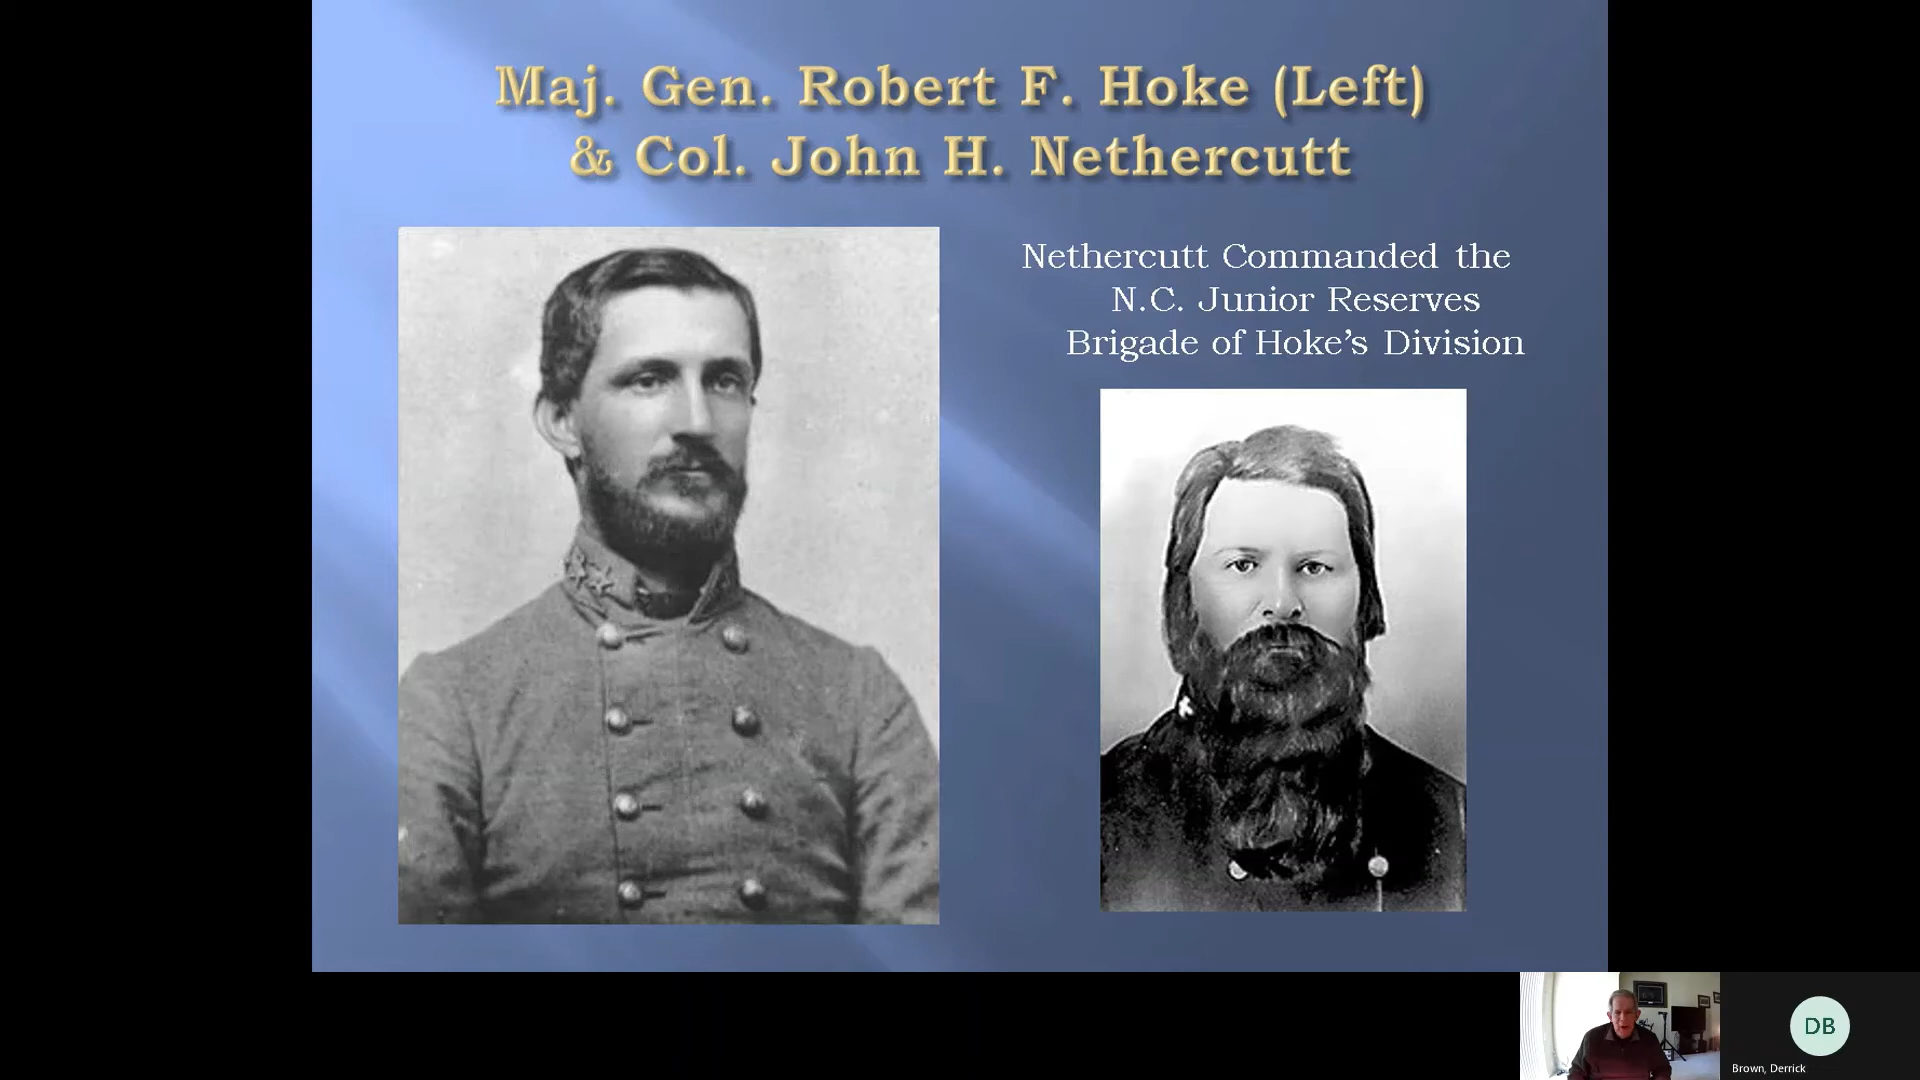 Maj. Gen. Robert F. Hoke (Left)
& Col. John H. Nethercutt
Nethercutt Commanded the
N.C. Junior Reserves
Brigade of Hoke's Division
DB
Brown, Derrick